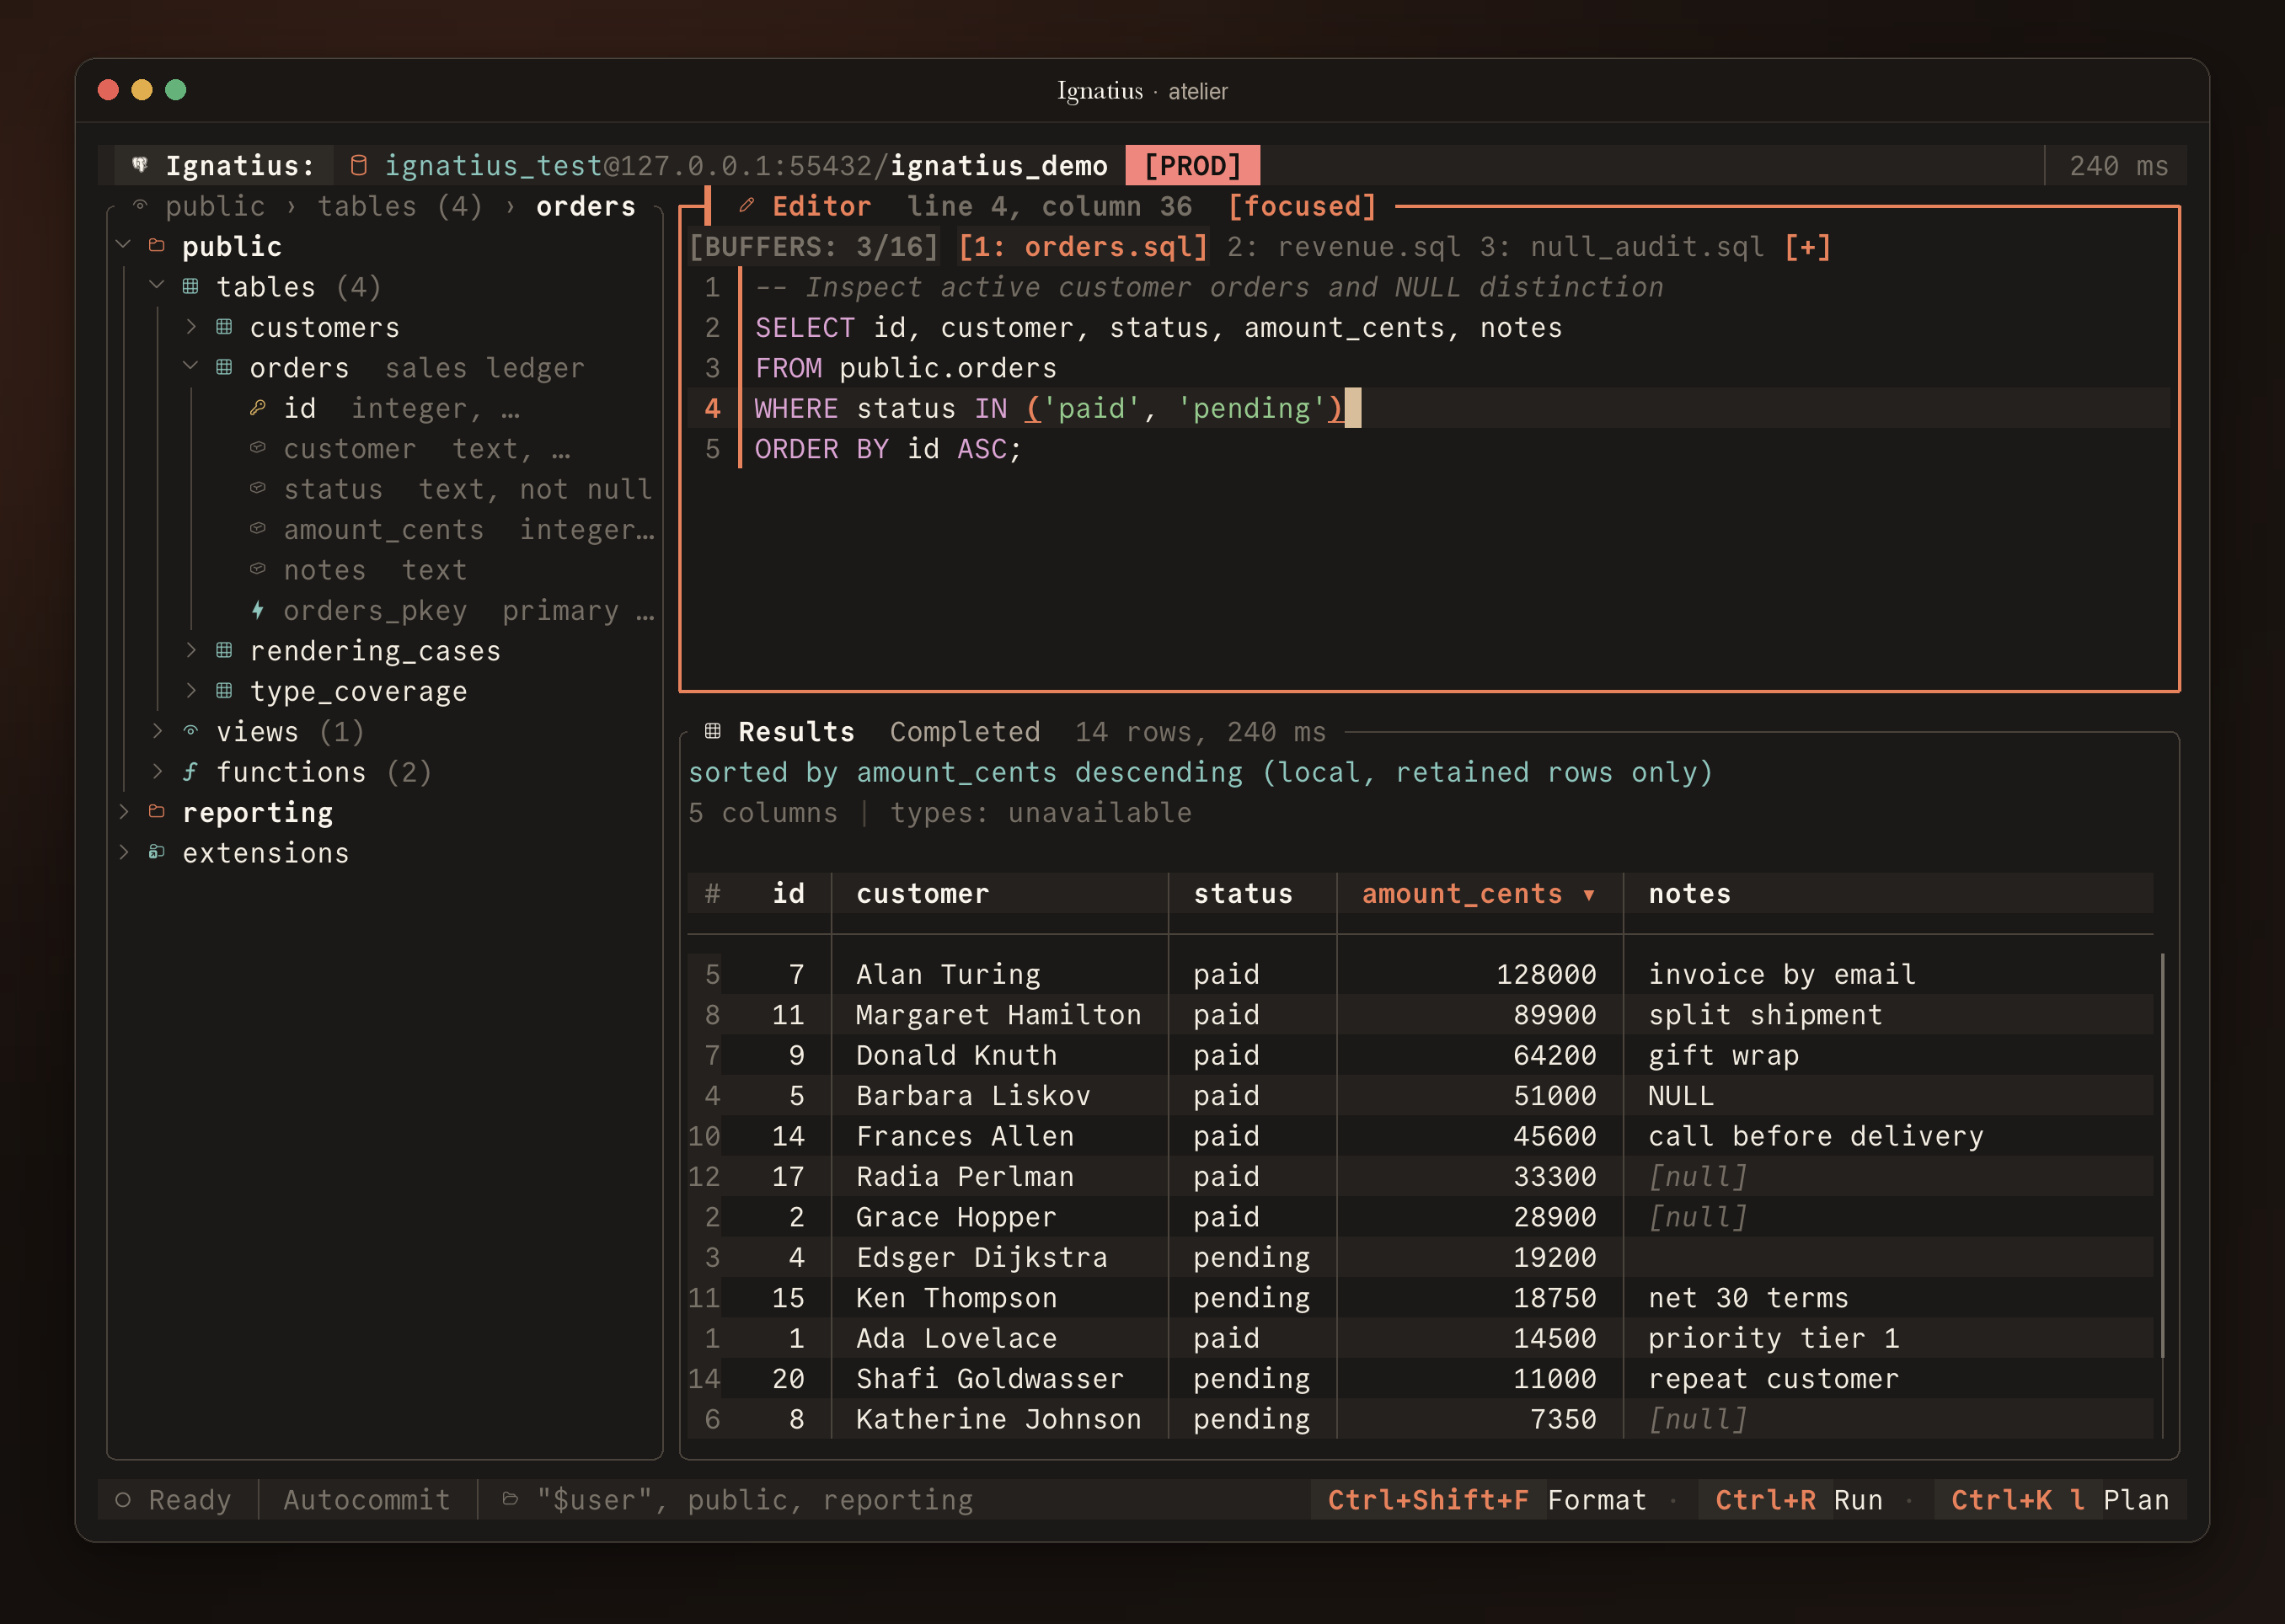 Ignatius · atelier
Ignatius: ignatius_test@127.0.0.1:55432/ignatius_demo [PROD] 240 ms
public › tables (4) › orders
public
tables (4)
customers
orders sales ledger
id integer, …
customer text, …
status text, not null
amount_cents integer…
notes text
orders_pkey primary …
rendering_cases
type_coverage
views (1)
functions (2)
reporting
extensions
Editor line 4, column 36 [focused]
[BUFFERS: 3/16] [1: orders.sql] 2: revenue.sql 3: null_audit.sql [+]
1 -- Inspect active customer orders and NULL distinction
2 SELECT id, customer, status, amount_cents, notes
3 FROM public.orders
4 WHERE status IN ('paid', 'pending')
5 ORDER BY id ASC;
Results Completed 14 rows, 240 ms
sorted by amount_cents descending (local, retained rows only)
5 columns | types: unavailable
# id customer status amount_cents ▼ notes
5 7 Alan Turing paid 128000 invoice by email
8 11 Margaret Hamilton paid 89900 split shipment
7 9 Donald Knuth paid 64200 gift wrap
4 5 Barbara Liskov paid 51000 NULL
10 14 Frances Allen paid 45600 call before delivery
12 17 Radia Perlman paid 33300 [null]
2 2 Grace Hopper paid 28900 [null]
3 4 Edsger Dijkstra pending 19200
11 15 Ken Thompson pending 18750 net 30 terms
1 1 Ada Lovelace paid 14500 priority tier 1
14 20 Shafi Goldwasser pending 11000 repeat customer
6 8 Katherine Johnson pending 7350 [null]
Ready Autocommit "$user", public, reporting Ctrl+Shift+F Format · Ctrl+R Run · Ctrl+K l Plan